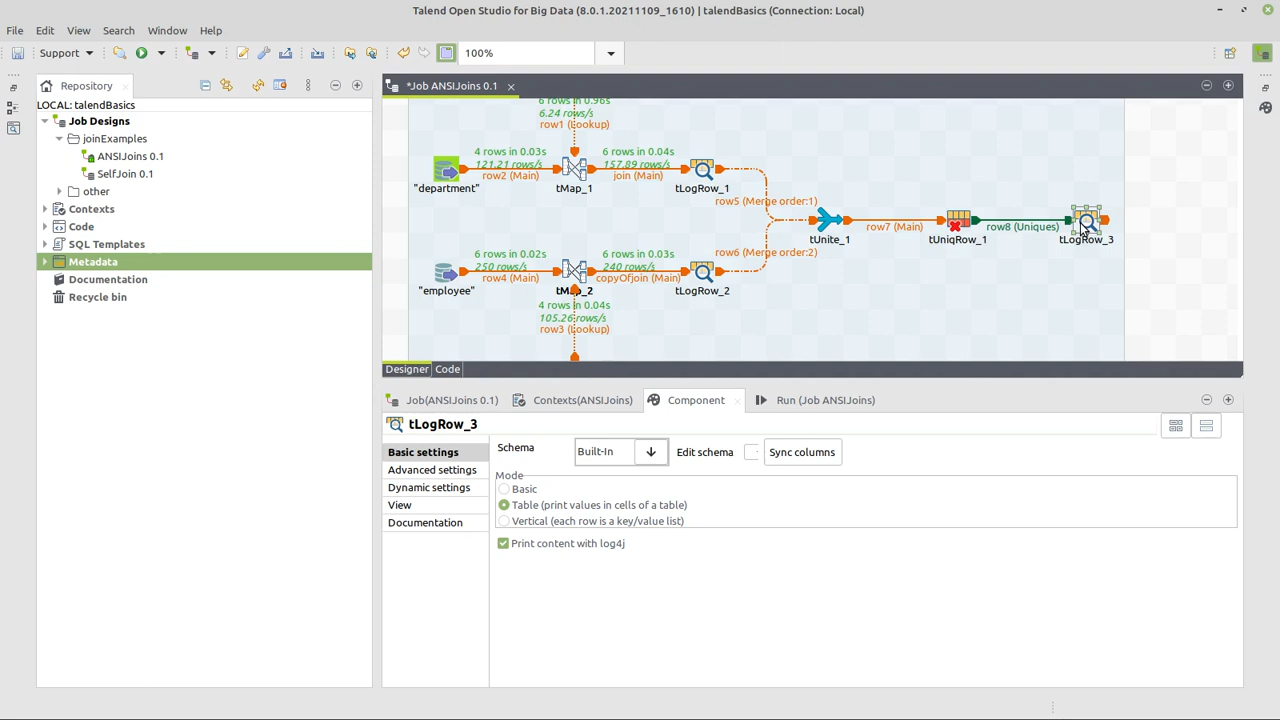 Talend Open Studio for Big Data (8.0.1.20211109_1610) | talendBasics (Connection: Local)
File Edit View Search Window Help
Support 100%
Repository
LOCAL: talendBasics
Job Designs
joinExamples
ANSIJoins 0.1
SelfJoin 0.1
other
Contexts
Code
SQL Templates
Metadata
Documentation
Recycle bin
*Job ANSIJoins 0.1
6 rows in 0.96s
6.24 rows/s
row1 (Lookup)
4 rows in 0.03s
121.21 rows/s
row2 (Main)
6 rows in 0.04s
157.89 rows/s
join (Main)
"department"
tMap_1
tLogRow_1
row5 (Merge order:1)
tUnite_1
row7 (Main)
tUniqRow_1
row8 (Uniques)
tLogRow_3
row6 (Merge order:2)
6 rows in 0.02s
250 rows/s
row4 (Main)
6 rows in 0.03s
240 rows/s
copyOfjoin (Main)
"employee"
tMap_2
tLogRow_2
4 rows in 0.04s
105.26 rows/s
row3 (Lookup)
Designer Code
Job(ANSIJoins 0.1) Contexts(ANSIJoins) Component Run (Job ANSIJoins)
tLogRow_3
Basic settings
Advanced settings
Dynamic settings
View
Documentation
Schema Built-In Edit schema Sync columns
Mode
Basic
Table (print values in cells of a table)
Vertical (each row is a key/value list)
Print content with log4j